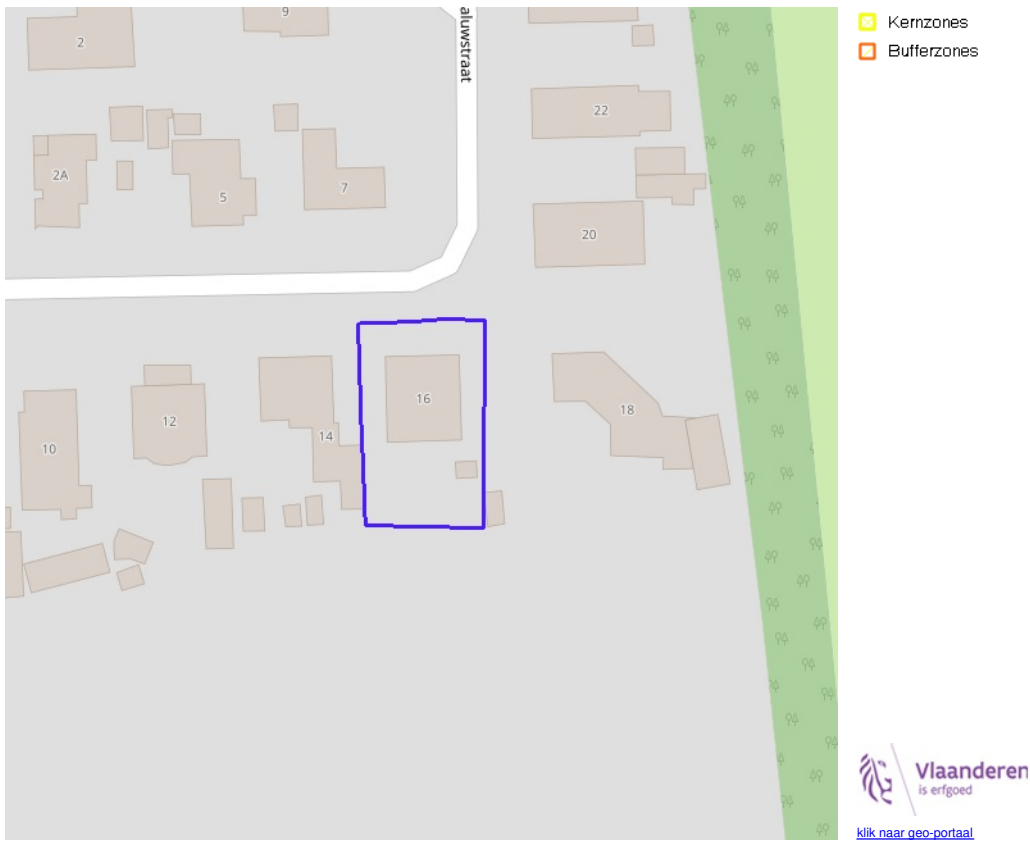 9
2
aluwstraat
22
2A
5
7
20
16
12
14
18
10
Kernzones
Bufferzones
Vlaanderen
is erfgoed
klik naar geo-portaal